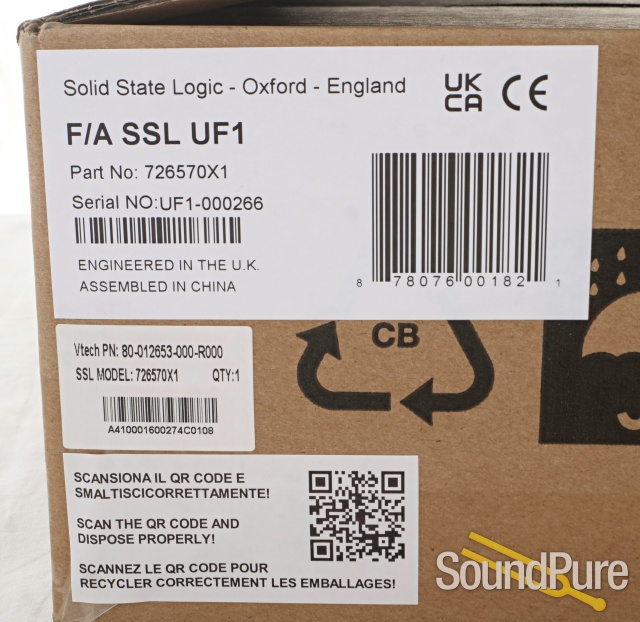 Solid State Logic - Oxford - England
UK
CA CE
F/A SSL UF1
Part No: 726570X1
Serial NO:UF1-000266
ENGINEERED IN THE U.K.
ASSEMBLED IN CHINA
8 78076 00182 1
CB
Vtech PN: 80-012653-000-R000
SSL MODEL: 726570X1 QTY:1
A410001600274C0108
SCANSIONA IL QR CODE E
SMALTISCICORRETTAMENTE!
SCAN THE QR CODE AND
DISPOSE PROPERLY!
SCANNEZ LE QR CODE POUR
RECYCLER CORRECTEMENT LES EMBALLAGES!
SoundPure